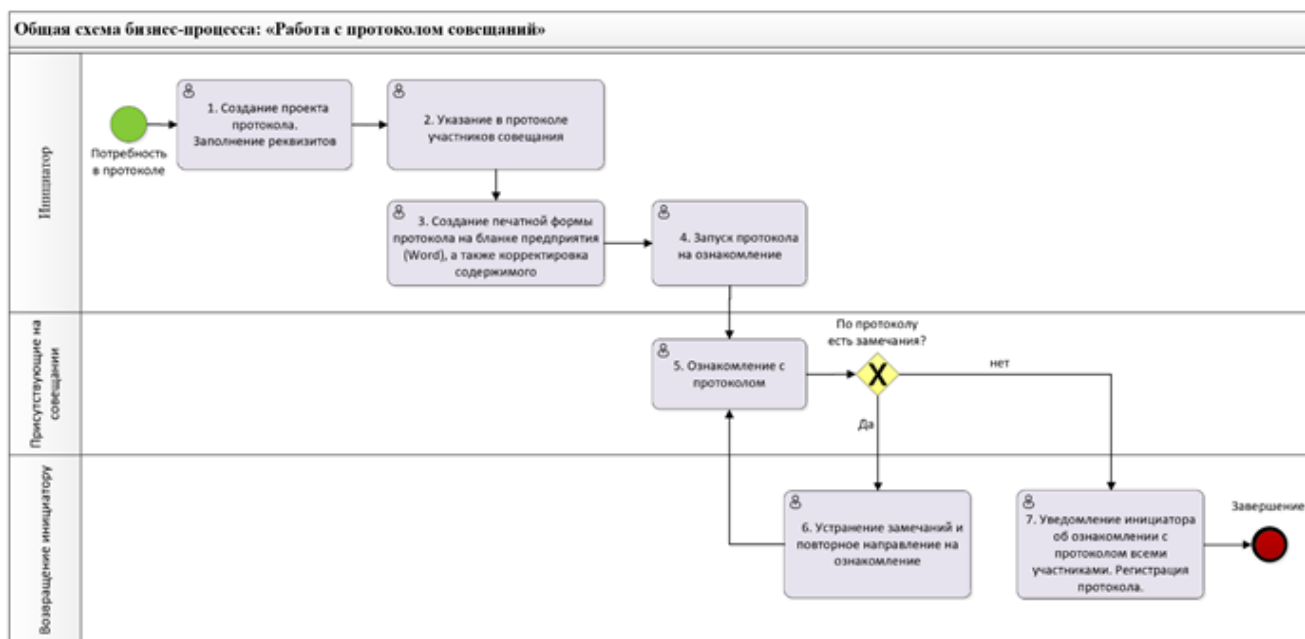 Общая схема бизнес-процесса: «Работа с протоколом совещаний»
Инициатор
Потребность
в протоколе
1. Создание проекта
протокола.
Заполнение реквизитов
2. Указание в протоколе
участников совещания
3. Создание печатной формы
протокола на бланке предприятия
(Word), а также корректировка
содержимого
4. Запуск протокола
на ознакомление
Присутствующие на
совещании
5. Ознакомление с
протоколом
По протоколу
есть замечания?
X
нет
Да
Возвращение инициатору
6. Устранение замечаний и
повторное направление на
ознакомление
7. Уведомление инициатора
об ознакомлении с
протоколом всеми
участниками. Регистрация
протокола.
Завершение